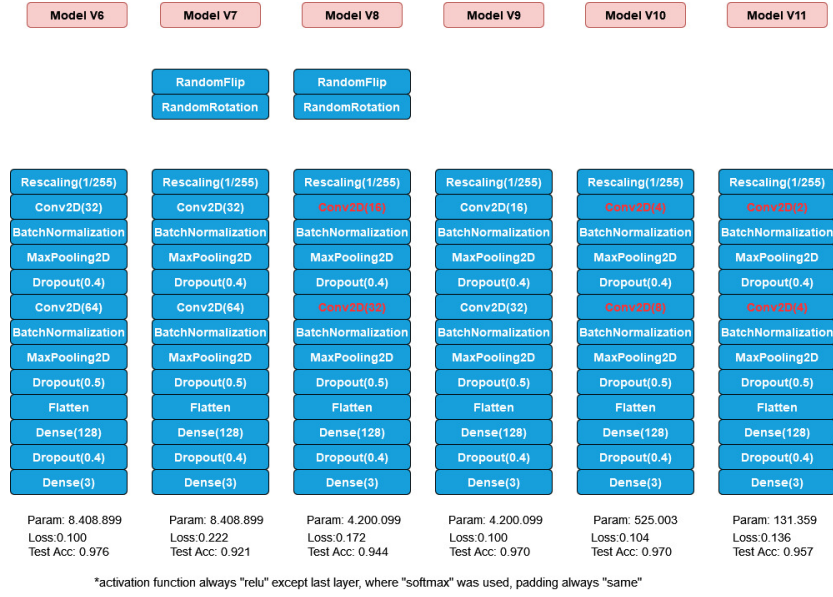 Model V6 Model V7 Model V8 Model V9 Model V10 Model V11
RandomFlip RandomFlip
RandomRotation RandomRotation
Rescaling(1/255) Rescaling(1/255) Rescaling(1/255) Rescaling(1/255) Rescaling(1/255) Rescaling(1/255)
Conv2D(32) Conv2D(32) Conv2D(16) Conv2D(16) Conv2D(4) Conv2D(2)
BatchNormalization BatchNormalization BatchNormalization BatchNormalization BatchNormalization BatchNormalization
MaxPooling2D MaxPooling2D MaxPooling2D MaxPooling2D MaxPooling2D MaxPooling2D
Dropout(0.4) Dropout(0.4) Dropout(0.4) Dropout(0.4) Dropout(0.4) Dropout(0.4)
Conv2D(64) Conv2D(64) Conv2D(32) Conv2D(32) Conv2D(8) Conv2D(4)
BatchNormalization BatchNormalization BatchNormalization BatchNormalization BatchNormalization BatchNormalization
MaxPooling2D MaxPooling2D MaxPooling2D MaxPooling2D MaxPooling2D MaxPooling2D
Dropout(0.5) Dropout(0.5) Dropout(0.5) Dropout(0.5) Dropout(0.5) Dropout(0.5)
Flatten Flatten Flatten Flatten Flatten Flatten
Dense(128) Dense(128) Dense(128) Dense(128) Dense(128) Dense(128)
Dropout(0.4) Dropout(0.4) Dropout(0.4) Dropout(0.4) Dropout(0.4) Dropout(0.4)
Dense(3) Dense(3) Dense(3) Dense(3) Dense(3) Dense(3)
Param: 8.408.899 Param: 8.408.899 Param: 4.200.099 Param: 4.200.099 Param: 525.003 Param: 131.359
Loss:0.100 Loss:0.222 Loss:0.172 Loss:0.100 Loss:0.104 Loss:0.136
Test Acc: 0.976 Test Acc: 0.921 Test Acc: 0.944 Test Acc: 0.970 Test Acc: 0.970 Test Acc: 0.957
*activation function always "relu" except last layer, where "softmax" was used, padding always "same"